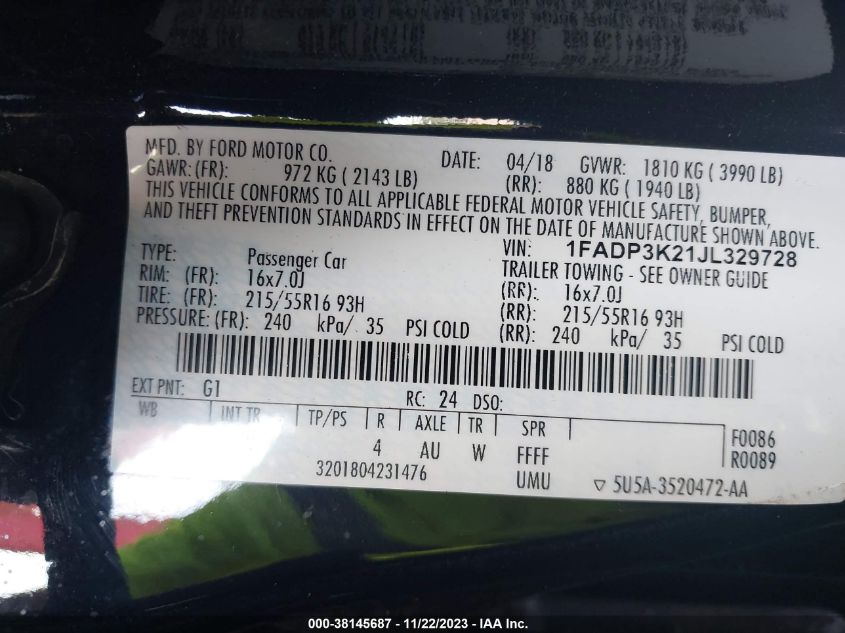 MFD. BY FORD MOTOR CO. DATE: 04/18 GVWR: 1810 KG ( 3990 LB)
GAWR: (FR): 972 KG ( 2143 LB) (RR): 880 KG ( 1940 LB)
THIS VEHICLE CONFORMS TO ALL APPLICABLE FEDERAL MOTOR VEHICLE SAFETY, BUMPER,
AND THEFT PREVENTION STANDARDS IN EFFECT ON THE DATE OF MANUFACTURE SHOWN ABOVE.
VIN: 1FADP3K21JL329728
TYPE: Passenger Car TRAILER TOWING - SEE OWNER GUIDE
RIM: (FR): 16x7.0J (RR): 16x7.0J
TIRE: (FR): 215/55R16 93H (RR): 215/55R16 93H
PRESSURE: (FR): 240 kPa/ 35 PSI COLD (RR): 240 kPa/ 35 PSI COLD
EXT PNT: G1 RC: 24 DSO:
WB INT TR TP/PS R AXLE TR SPR
4 AU W FFFF F0086
3201804231476 UMU R0089
5U5A-3520472-AA
000-38145687 - 11/22/2023 - IAA Inc.